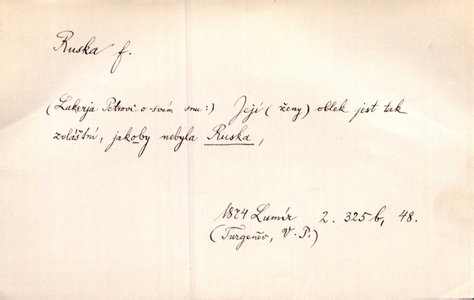 Ruska f.
(Lukerja Petrovi o svém snu:) Její (ženy) oblek jest tak
zvláštní, jakoby nebyla Ruska,
1874 Lumír 2. 325 b, 48.
(Turgeněv, V. P.)